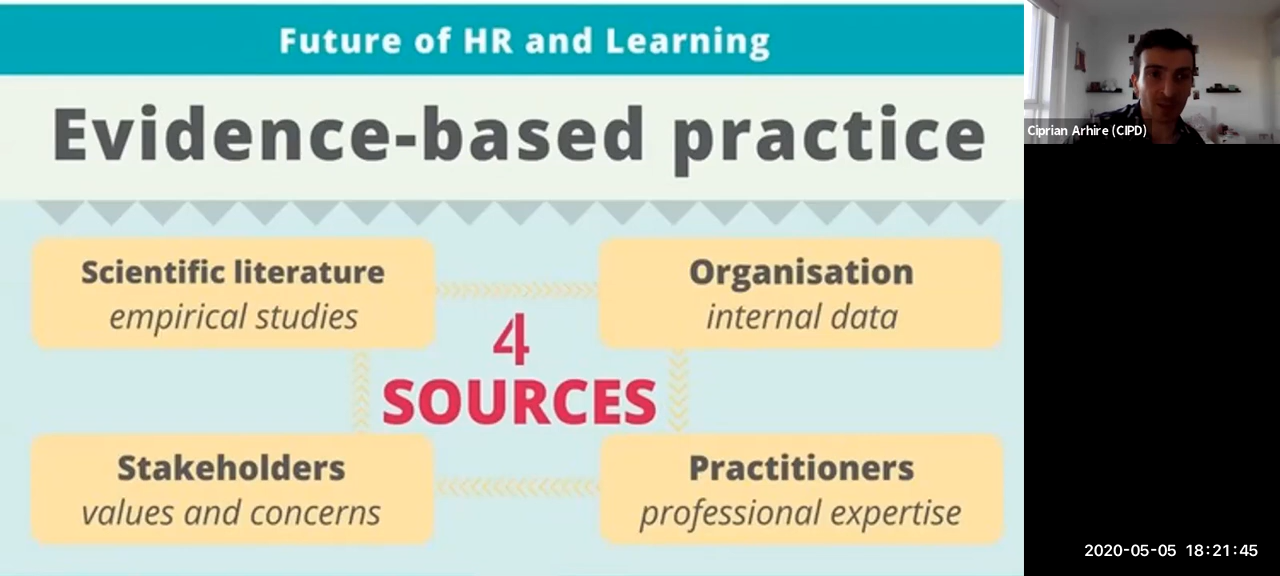 Future of HR and Learning
Evidence-based practice
Scientific literature
empirical studies
Organisation
internal data
4
SOURCES
Stakeholders
values and concerns
Practitioners
professional expertise
Ciprian Arhire (CIPD)
2020-05-05 18:21:45